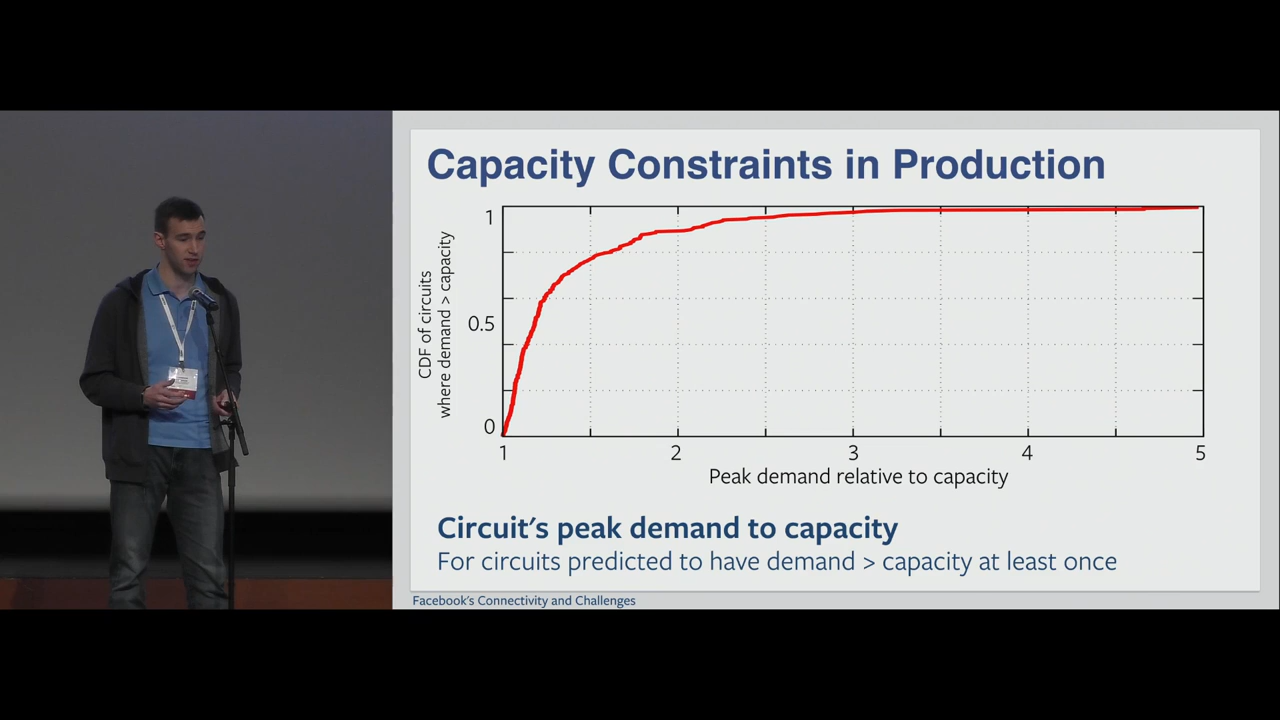 Capacity Constraints in Production
1
0.5
0
CDF of circuits
where demand > capacity
1
2
3
4
5
Peak demand relative to capacity
Circuit's peak demand to capacity
For circuits predicted to have demand > capacity at least once
Facebook's Connectivity and Challenges